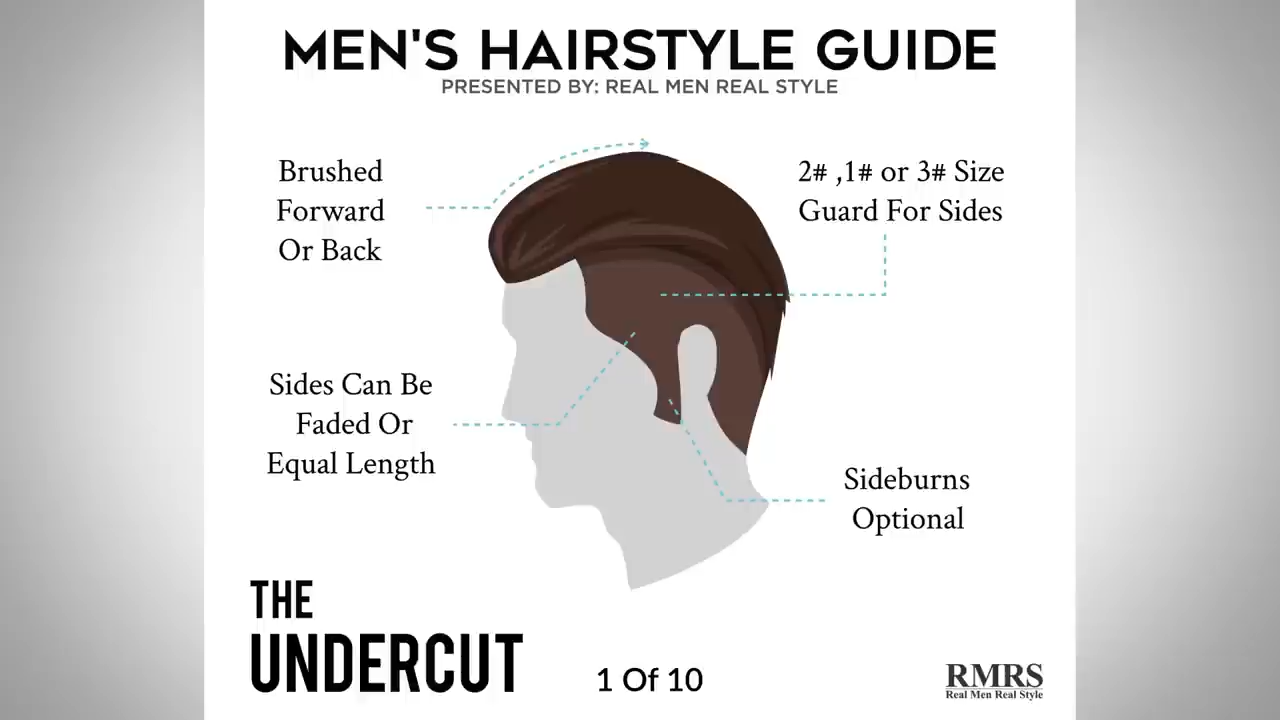 MEN'S HAIRSTYLE GUIDE
PRESENTED BY: REAL MEN REAL STYLE
Brushed
Forward
Or Back
2# ,1# or 3# Size
Guard For Sides
Sides Can Be
Faded Or
Equal Length
Sideburns
Optional
THE
UNDERCUT
1 Of 10
RMRS
Real Men Real Style